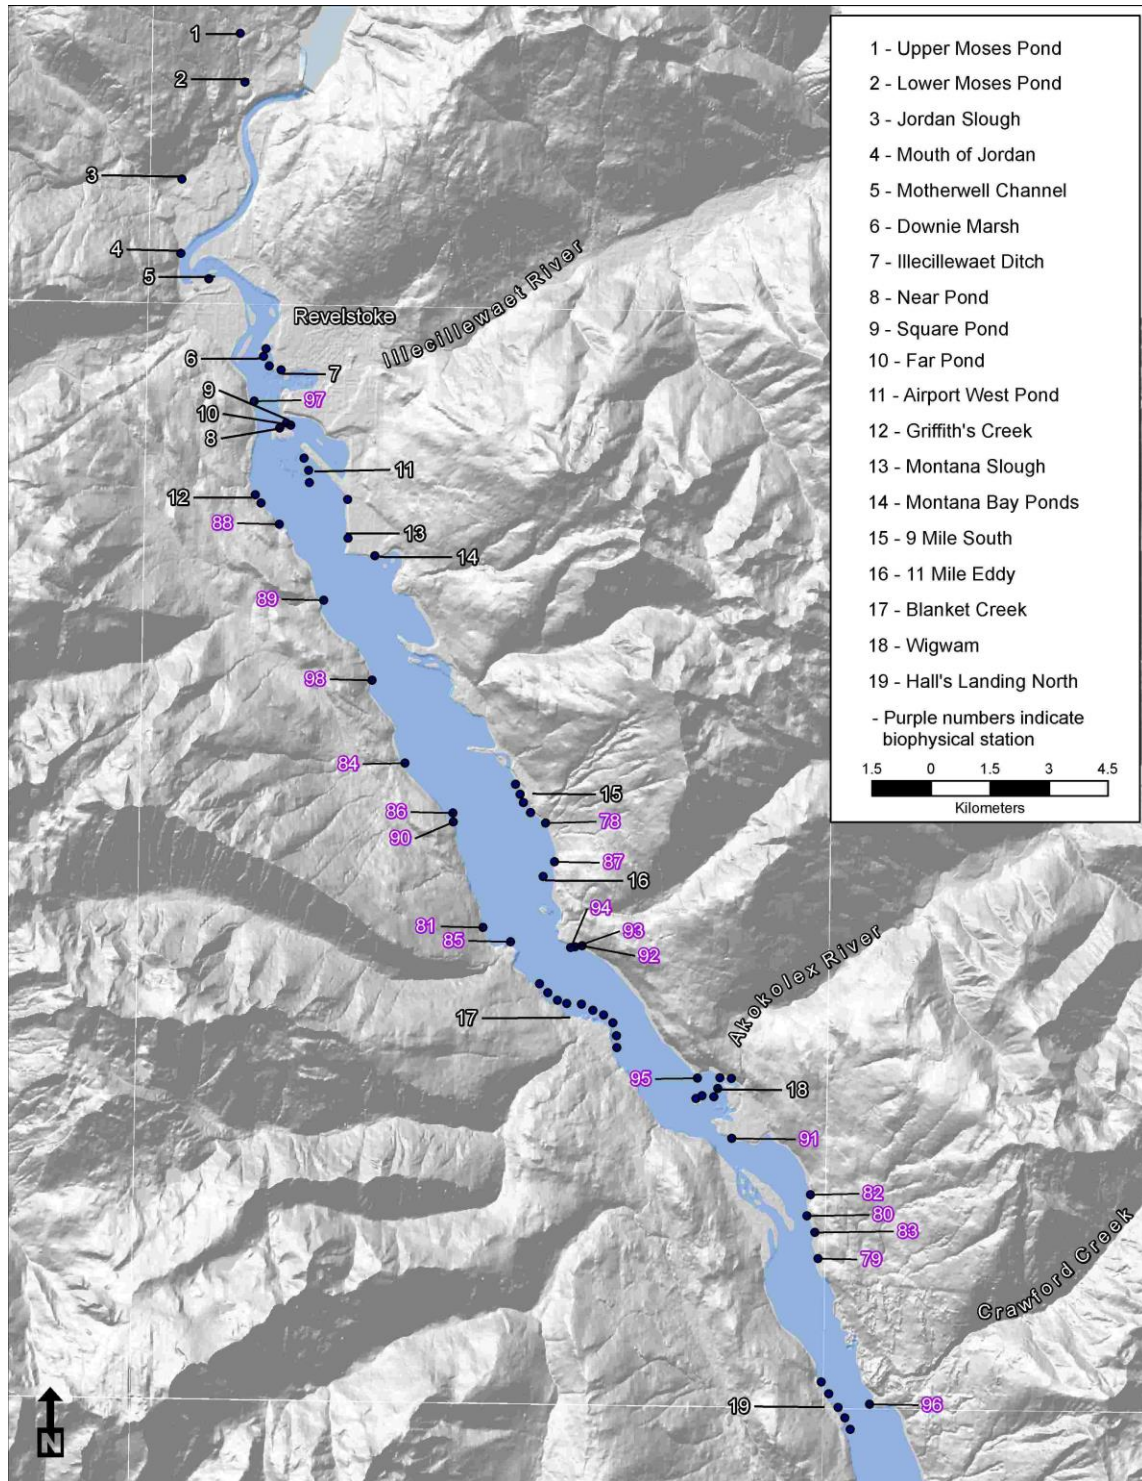 1
2
3
4
5
Revelstoke
Illecillewaet River
6
7
97
9
10
8
11
12
88
13
14
89
98
84
15
86
78
90
87
16
94
81
93
85
92
Akokolex River
17
95
18
91
82
80
83
79
Crawford Creek
19
96
N
1 - Upper Moses Pond
2 - Lower Moses Pond
3 - Jordan Slough
4 - Mouth of Jordan
5 - Motherwell Channel
6 - Downie Marsh
7 - Illecillewaet Ditch
8 - Near Pond
9 - Square Pond
10 - Far Pond
11 - Airport West Pond
12 - Griffith's Creek
13 - Montana Slough
14 - Montana Bay Ponds
15 - 9 Mile South
16 - 11 Mile Eddy
17 - Blanket Creek
18 - Wigwam
19 - Hall's Landing North
- Purple numbers indicate
biophysical station
1.5 0 1.5 3 4.5
Kilometers